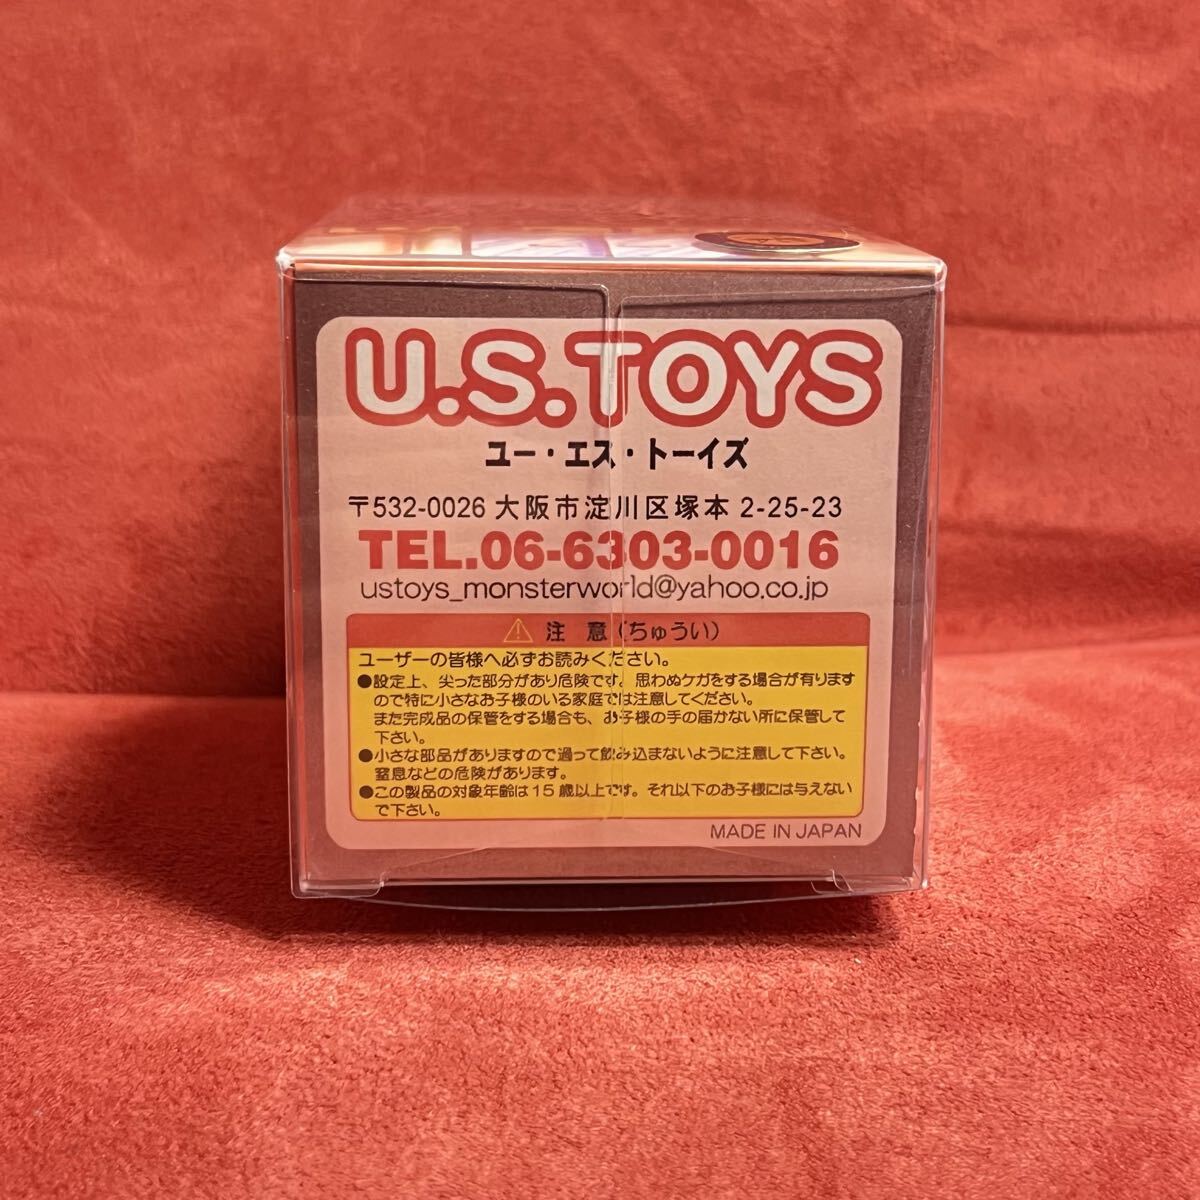 U.S.TOYS
ユー・エス・トーイズ
〒532-0026 大阪市淀川区塚本 2-25-23
TEL.06-6303-0016
ustoys_monsterworld@yahoo.co.jp
注 意(ちゅうい)
ユーザーの皆様へ必ずお読みください。
●設定上、尖った部分があり危険です。思わぬケガをする場合が有ります
ので特に小さなお子様のいる家庭では注意してください。
また完成品の保管をする場合も、お子様の手の届かない所に保管して
下さい。
●小さな部品がありますので過って飲み込まないように注意して下さい。
窒息などの危険があります。
●この製品の対象年齢は15歳以上です。それ以下のお子様には与えない
で下さい。
MADE IN JAPAN